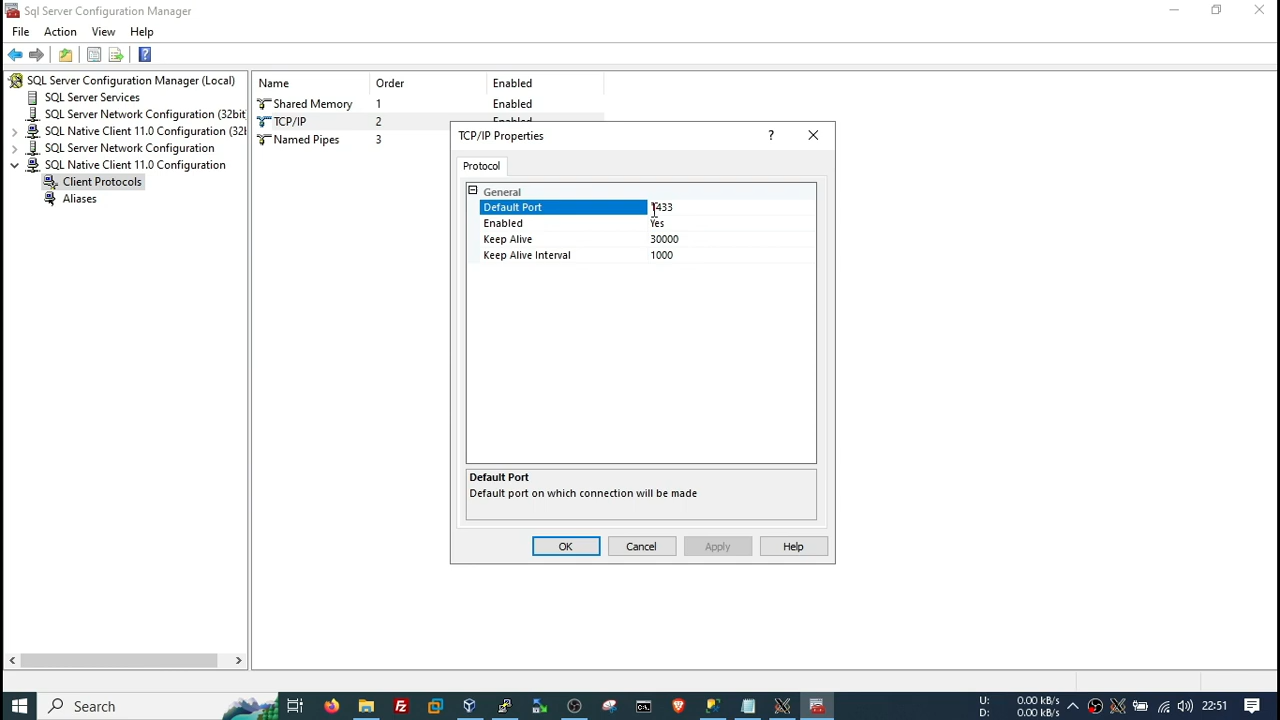 Sql Server Configuration Manager
File Action View Help
SQL Server Configuration Manager (Local)
SQL Server Services
SQL Server Network Configuration (32bit
SQL Native Client 11.0 Configuration (32b
SQL Server Network Configuration
SQL Native Client 11.0 Configuration
Client Protocols
Aliases
Name Order Enabled
Shared Memory 1 Enabled
TCP/IP 2 Enabled
Named Pipes 3
TCP/IP Properties
Protocol
General
Default Port 1433
Enabled Yes
Keep Alive 30000
Keep Alive Interval 1000
Default Port
Default port on which connection will be made
OK Cancel Apply Help
Search
U: 0.00 kB/s
D: 0.00 kB/s
22:51